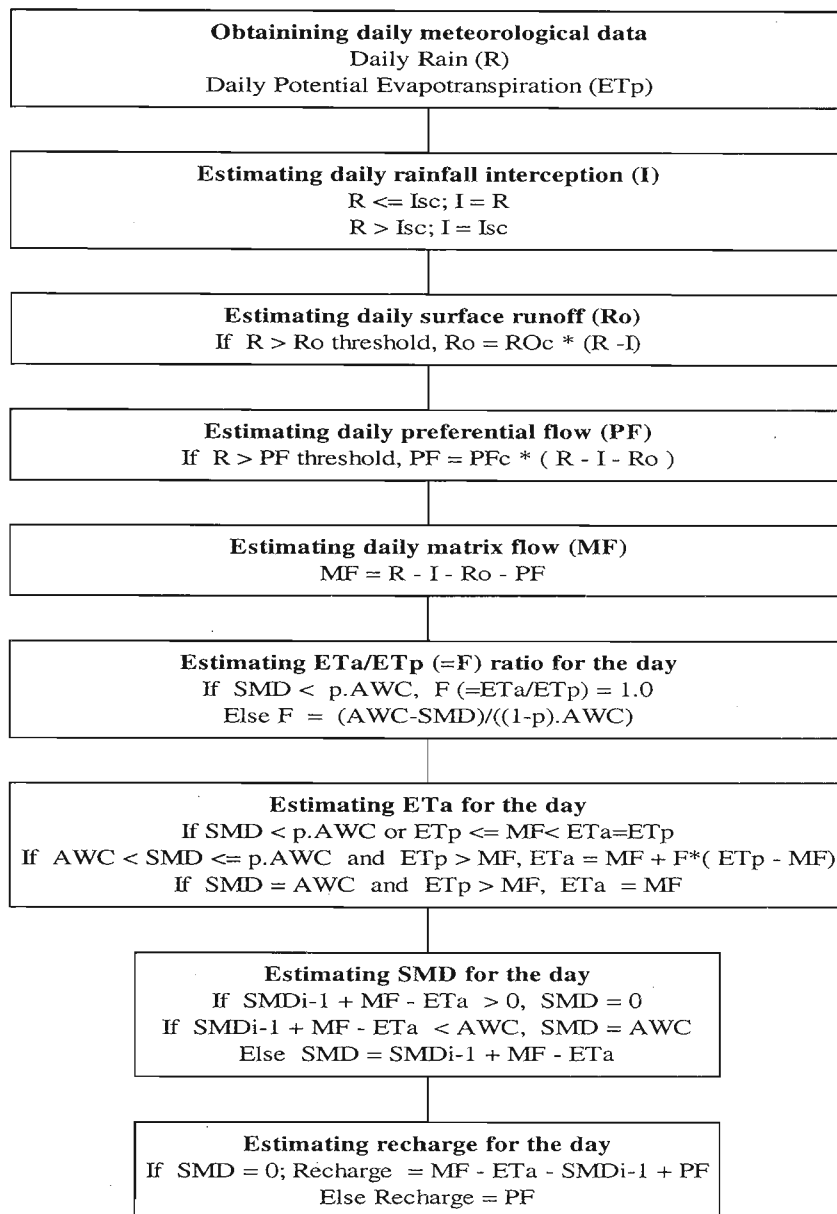 Obtainining daily meteorological data
Daily Rain (R)
Daily Potential Evapotranspiration (ETp)
Estimating daily rainfall interception (I)
R <= Isc; I = R
R > Isc; I = Isc
Estimating daily surface runoff (Ro)
If R > Ro threshold, Ro = ROc * (R -I)
Estimating daily preferential flow (PF)
If R > PF threshold, PF = PFc * ( R - I - Ro )
Estimating daily matrix flow (MF)
MF = R - I - Ro - PF
Estimating ETa/ETp (=F) ratio for the day
If SMD < p.AWC, F (=ETa/ETp) = 1.0
Else F = (AWC-SMD)/((1-p).AWC)
Estimating ETa for the day
If SMD < p.AWC or ETp <= MF< ETa=ETp
If AWC < SMD <= p.AWC and ETp > MF, ETa = MF + F*( ETp - MF)
If SMD = AWC and ETp > MF, ETa = MF
Estimating SMD for the day
If SMDi-1 + MF - ETa > 0, SMD = 0
If SMDi-1 + MF - ETa < AWC, SMD = AWC
Else SMD = SMDi-1 + MF - ETa
Estimating recharge for the day
If SMD = 0; Recharge = MF - ETa - SMDi-1 + PF
Else Recharge = PF